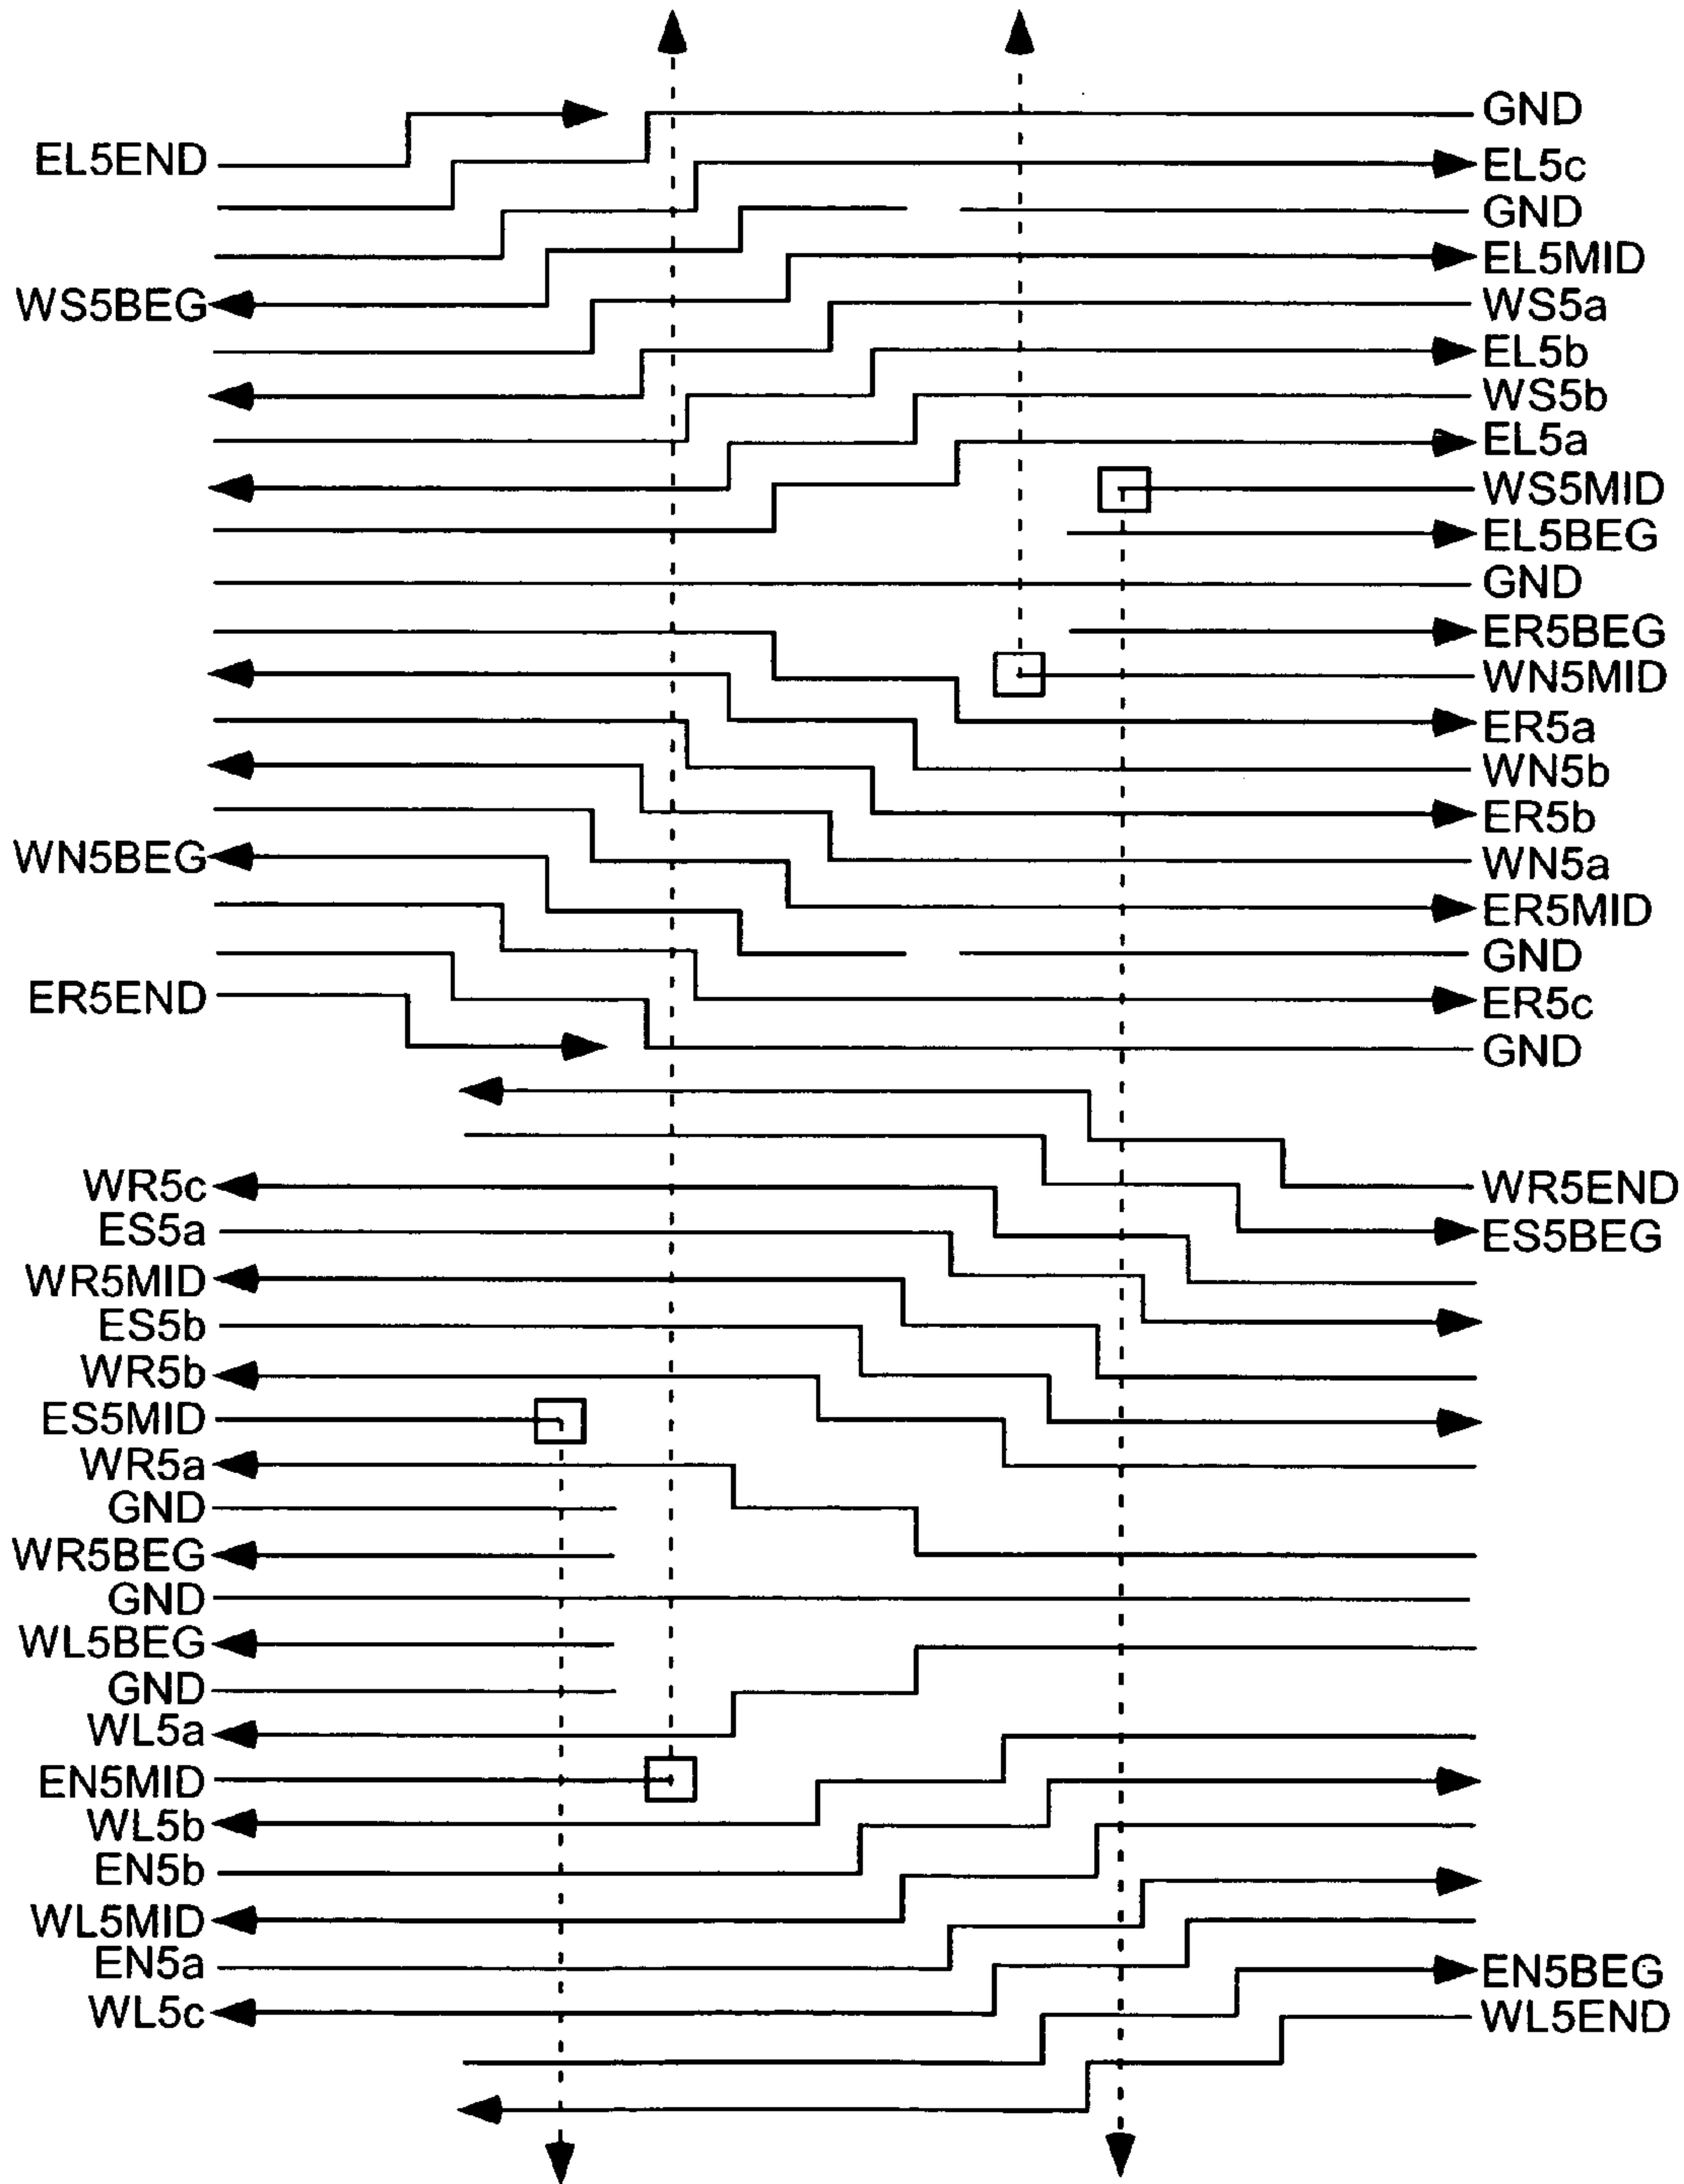 GND
EL5END
EL5c
GND
EL5MID
WS5BEG
WS5a
EL5b
WS5b
EL5a
WS5MID
EL5BEG
GND
ER5BEG
WN5MID
ER5a
WN5b
ER5b
WN5BEG
WN5a
ER5MID
GND
ER5END
ER5c
GND
WR5c
WR5END
ES5a
ES5BEG
WR5MID
ES5b
WR5b
ES5MID
WR5a
GND
WR5BEG
GND
WL5BEG
GND
WL5a
EN5MID
WL5b
EN5b
WL5MID
EN5a
EN5BEG
WL5c
WL5END